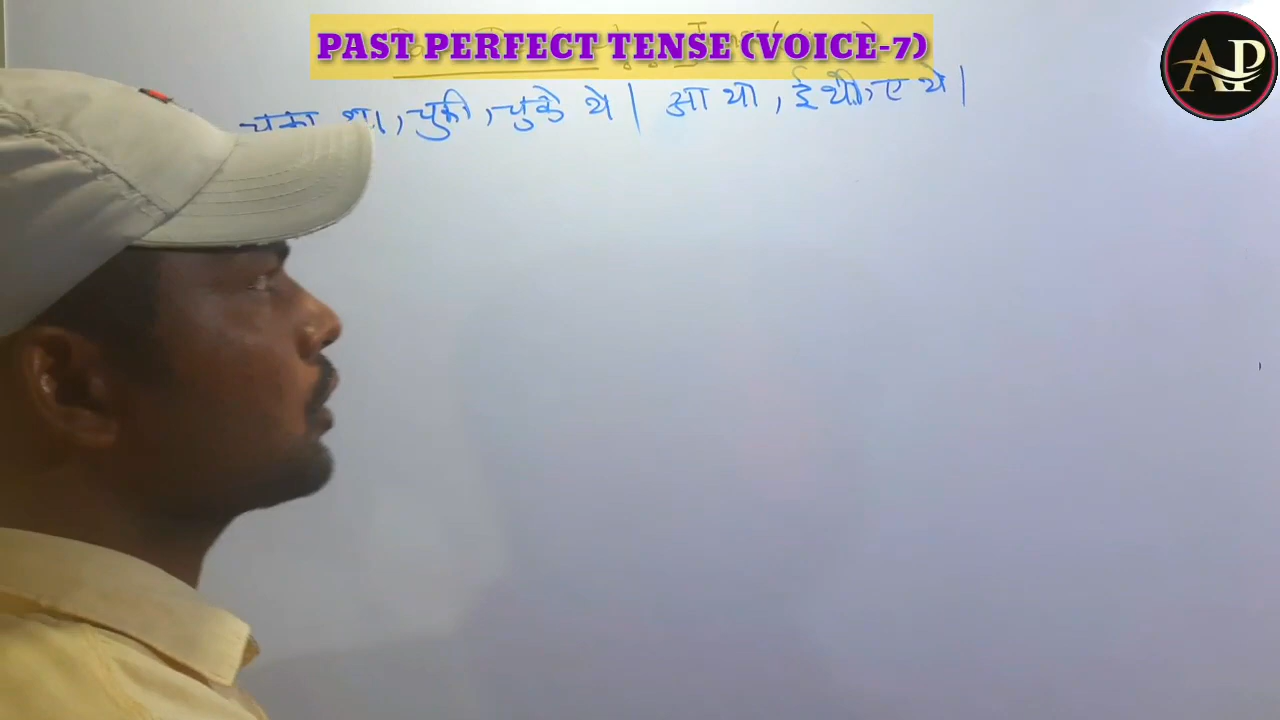 PAST PERFECT TENSE (VOICE-7)
AP
चुका था, चुकी, चुके थे | आ था, ई थी, ए थे |